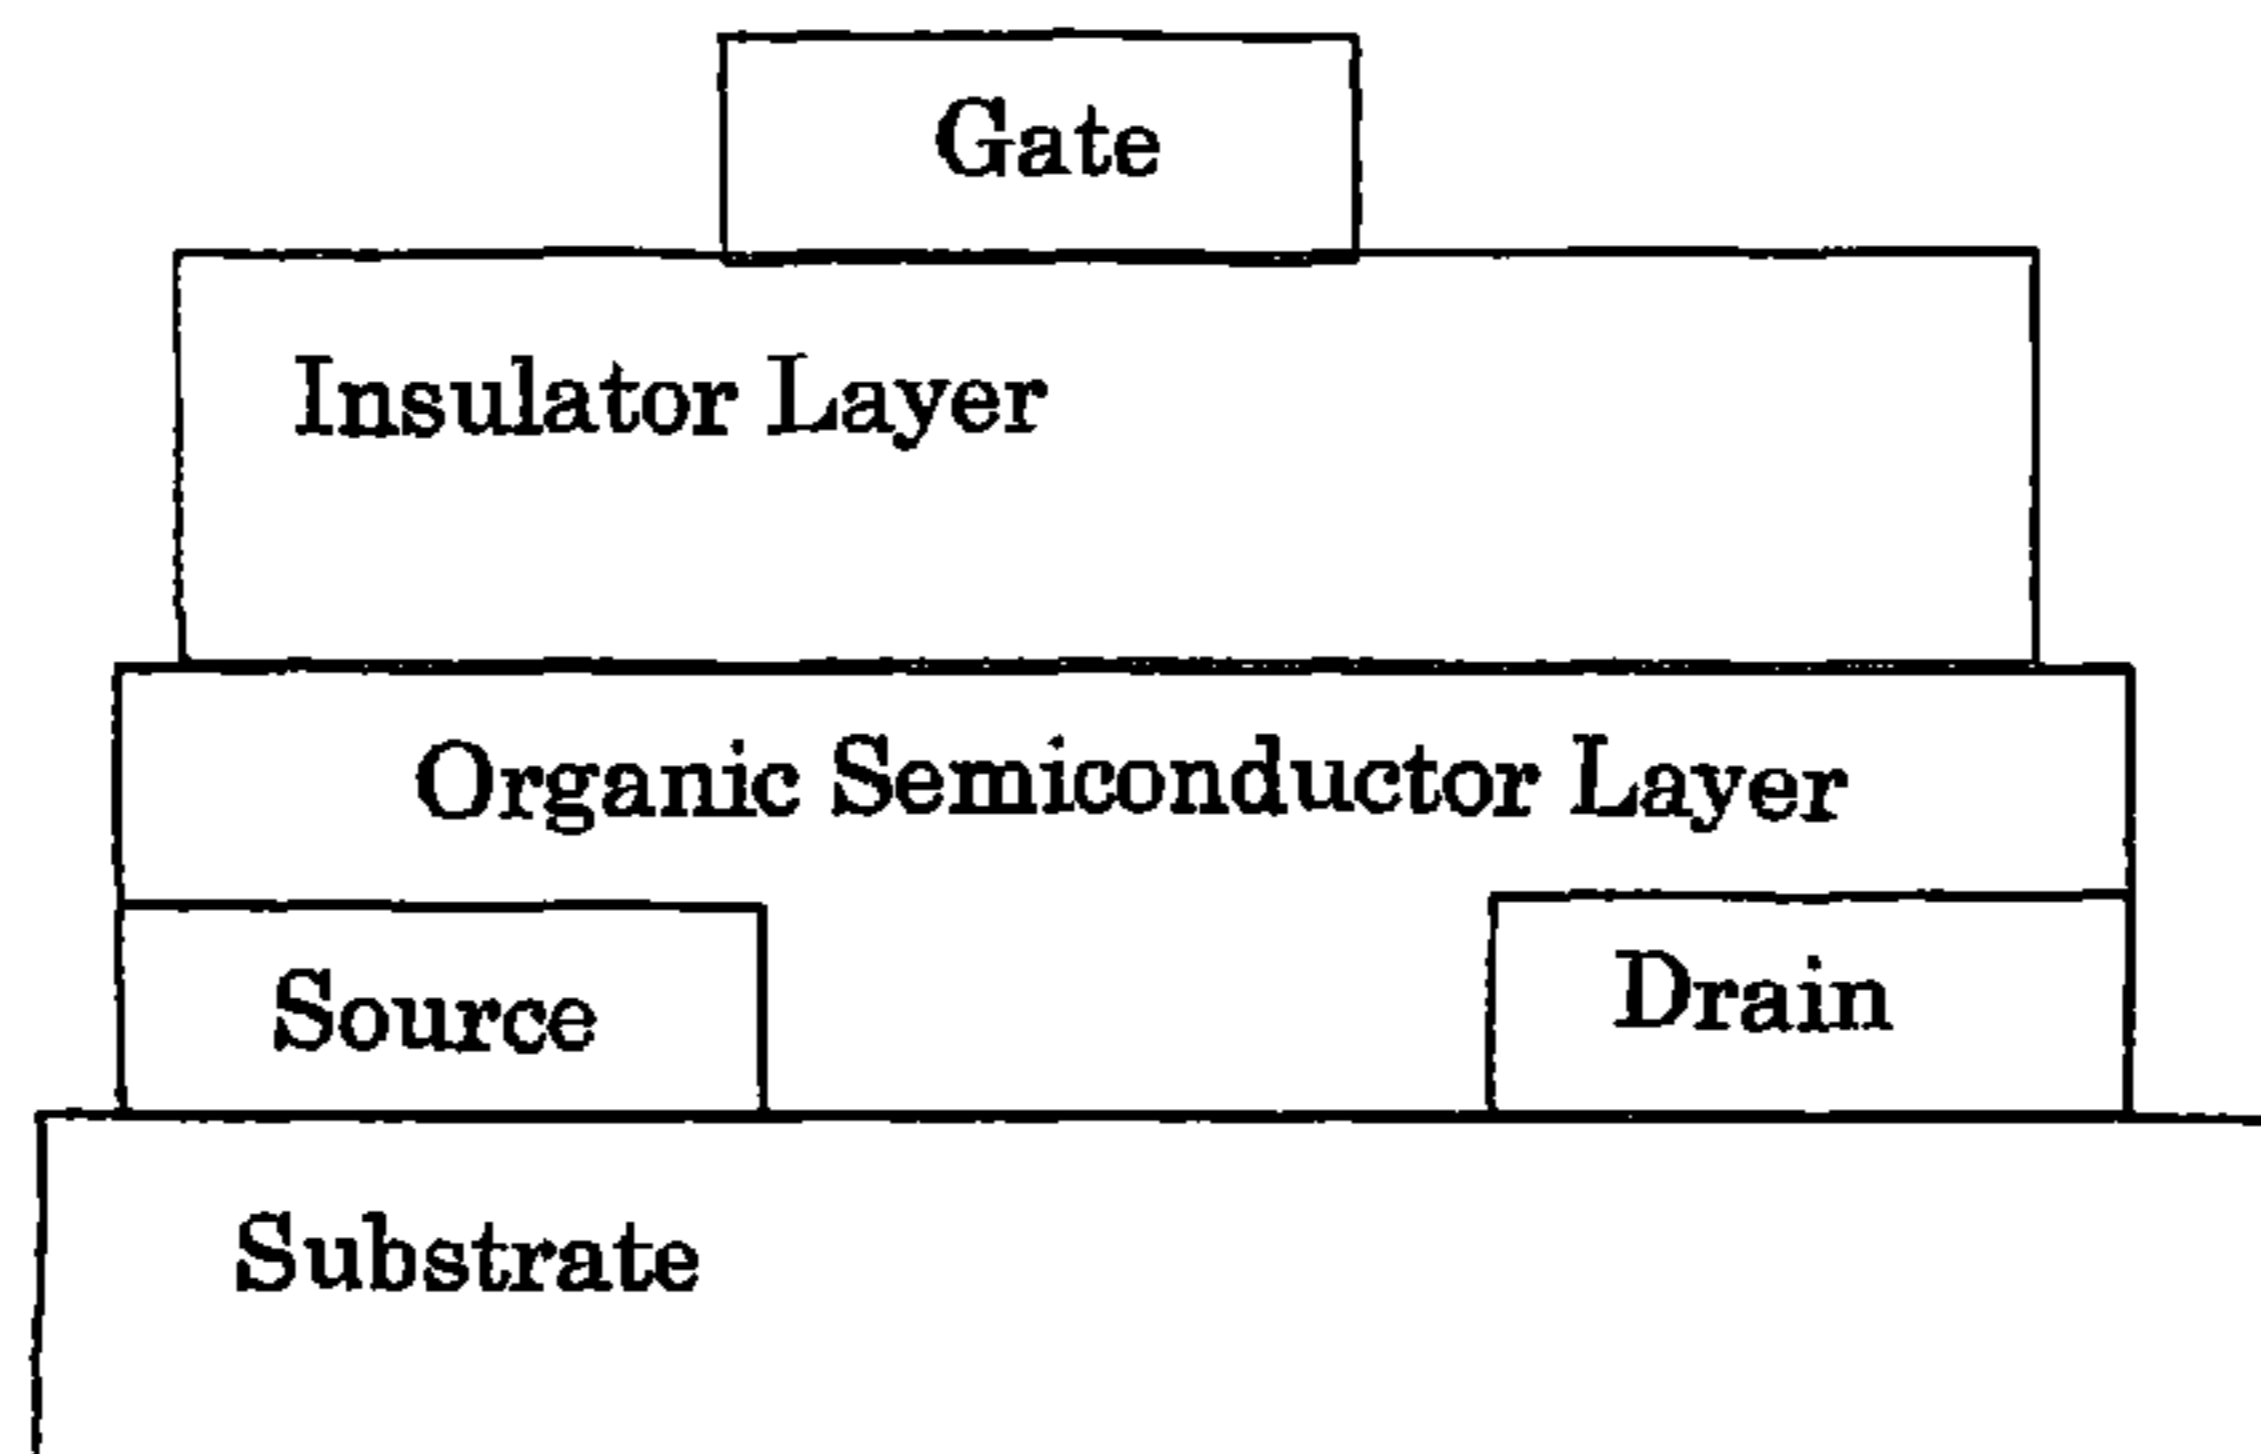 Gate
Insulator Layer
Organic Semiconductor Layer
Source
Drain
Substrate